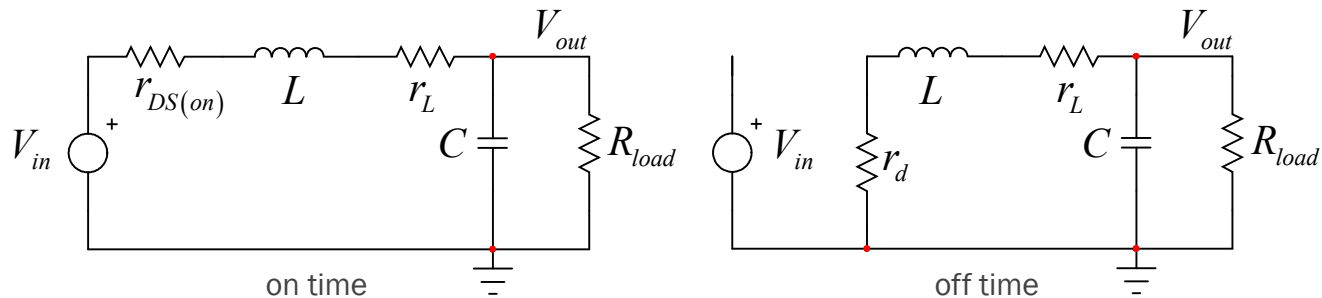 V_out
r_DS(on)
L
r_L
V_in
+
C
R_load
on time
V_out
L
r_L
V_in
+
r_d
C
R_load
off time